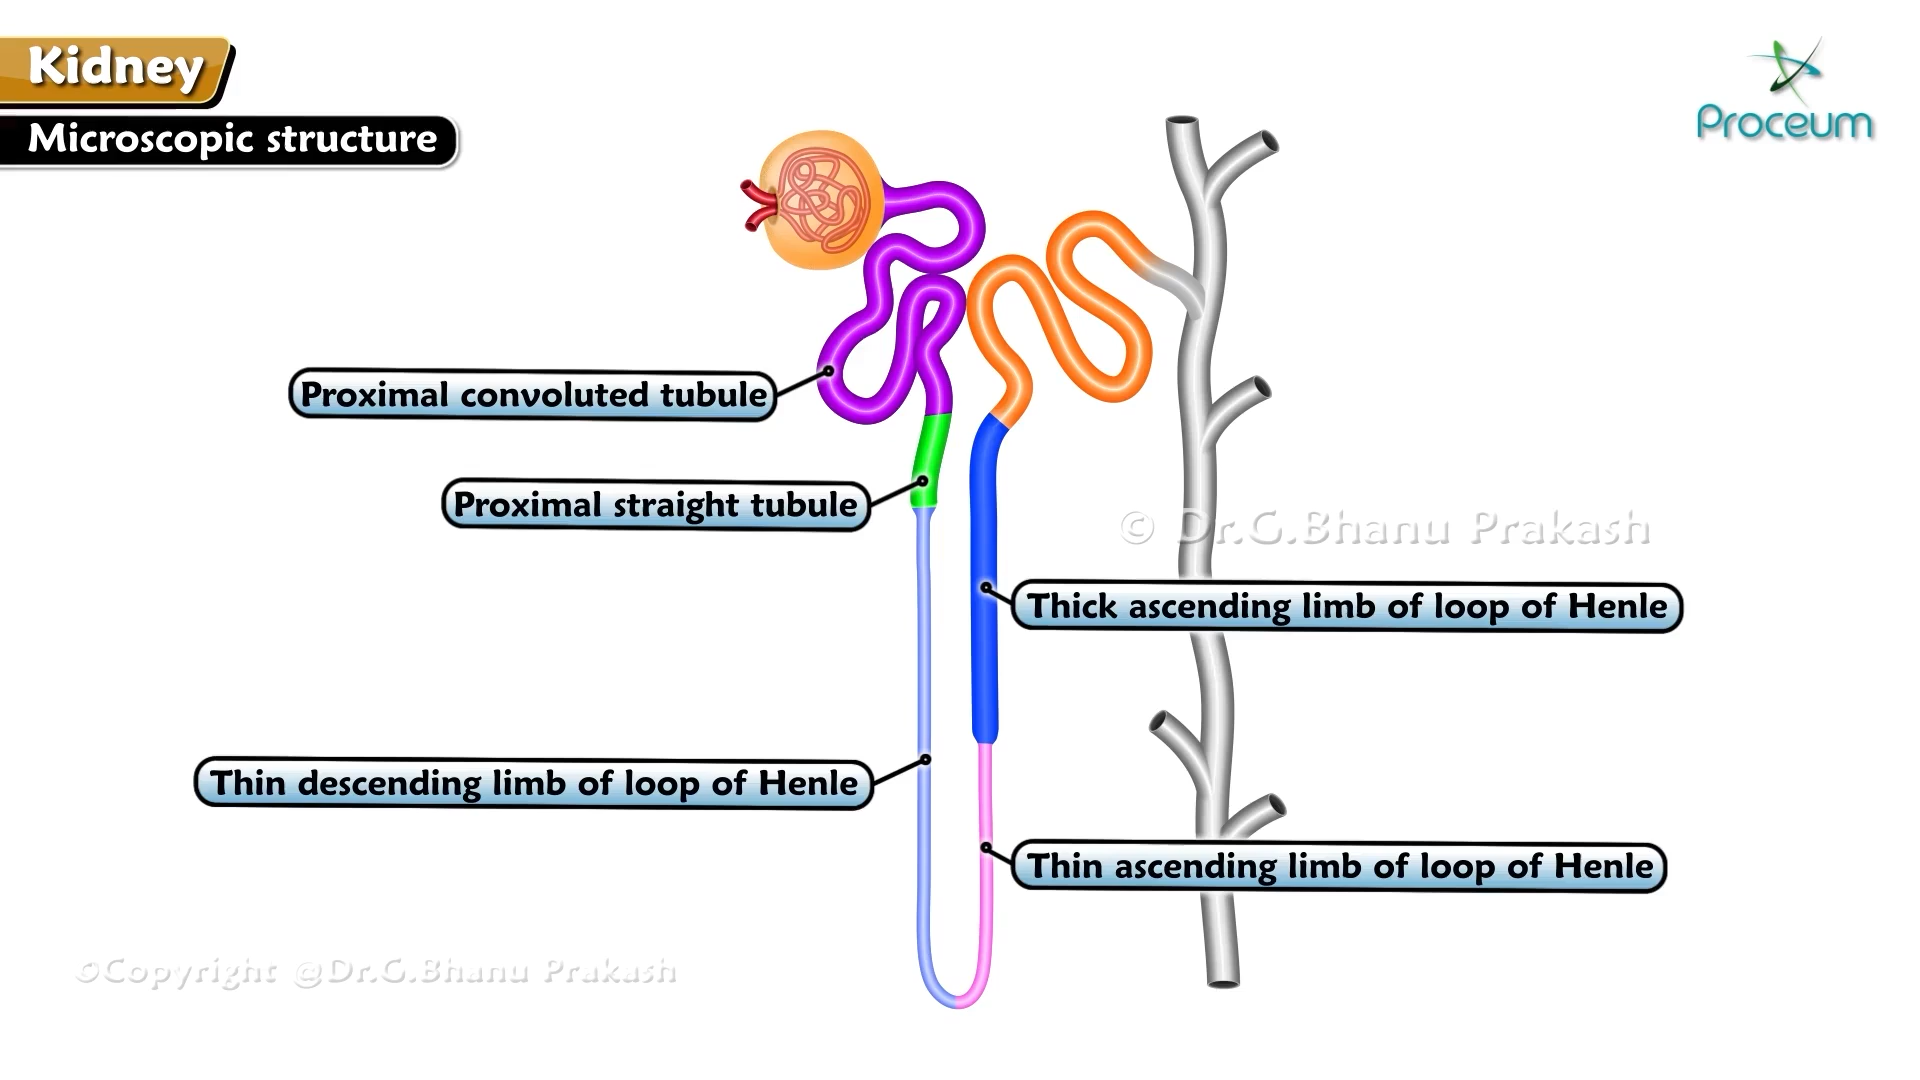 Kidney
Microscopic structure
Proceum
Proximal convoluted tubule
Proximal straight tubule
© Dr.G.Bhanu Prakash
Thick ascending limb of loop of Henle
Thin descending limb of loop of Henle
Thin ascending limb of loop of Henle
©Copyright @Dr.G.Bhanu Prakash